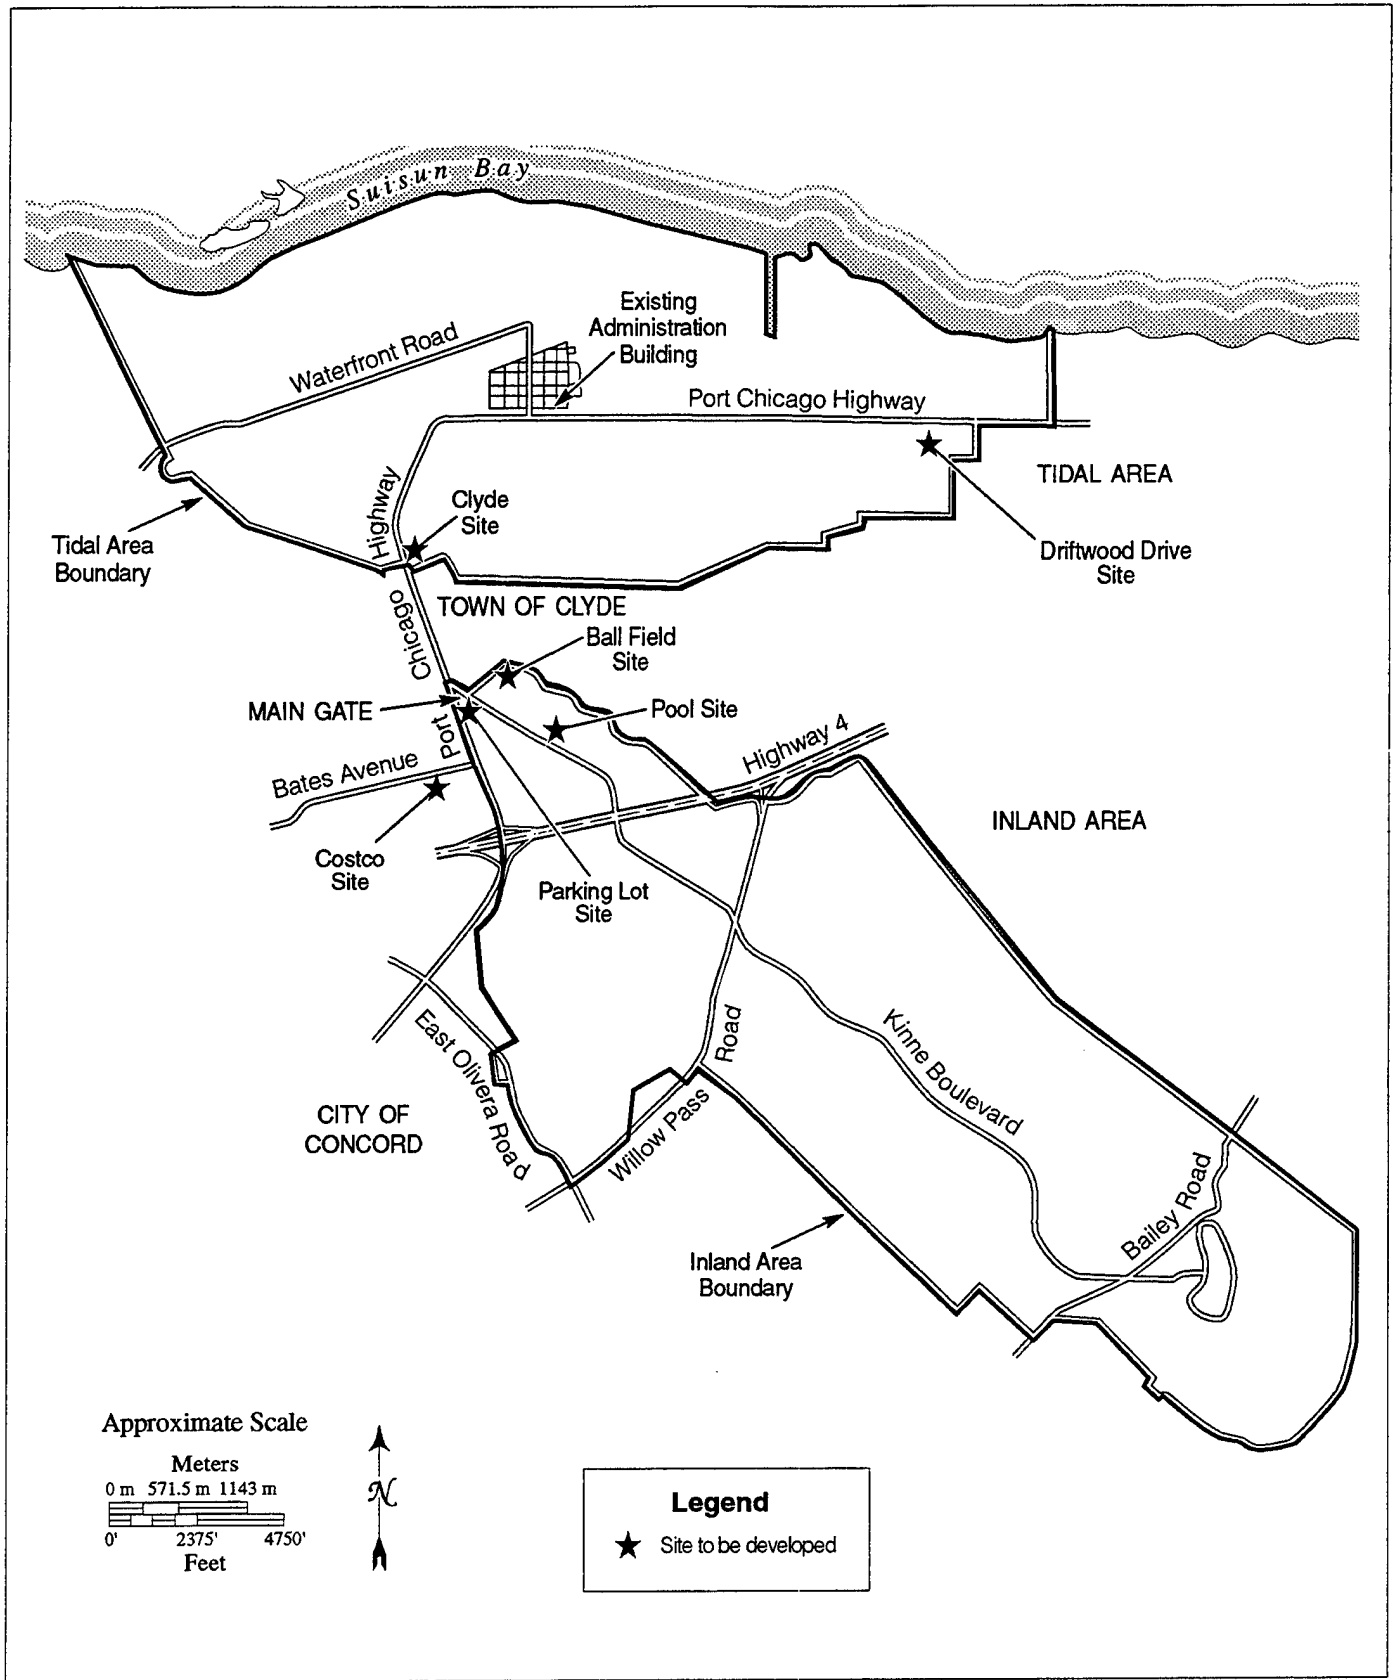 Suisun Bay
Existing
Administration
Building
Waterfront Road
Port Chicago Highway
TIDAL AREA
Highway
Clyde
Site
Tidal Area
Boundary
Driftwood Drive
Site
Chicago
TOWN OF CLYDE
Ball Field
Site
MAIN GATE
Pool Site
Port
Highway 4
Bates Avenue
INLAND AREA
Costco
Site
Parking Lot
Site
Road
Kinne Boulevard
East Olivera Road
CITY OF
CONCORD
Willow Pass
Bailey Road
Inland Area
Boundary
Approximate Scale
Meters
0 m 571.5 m 1143 m
0' 2375' 4750'
Feet
N
Legend
Site to be developed